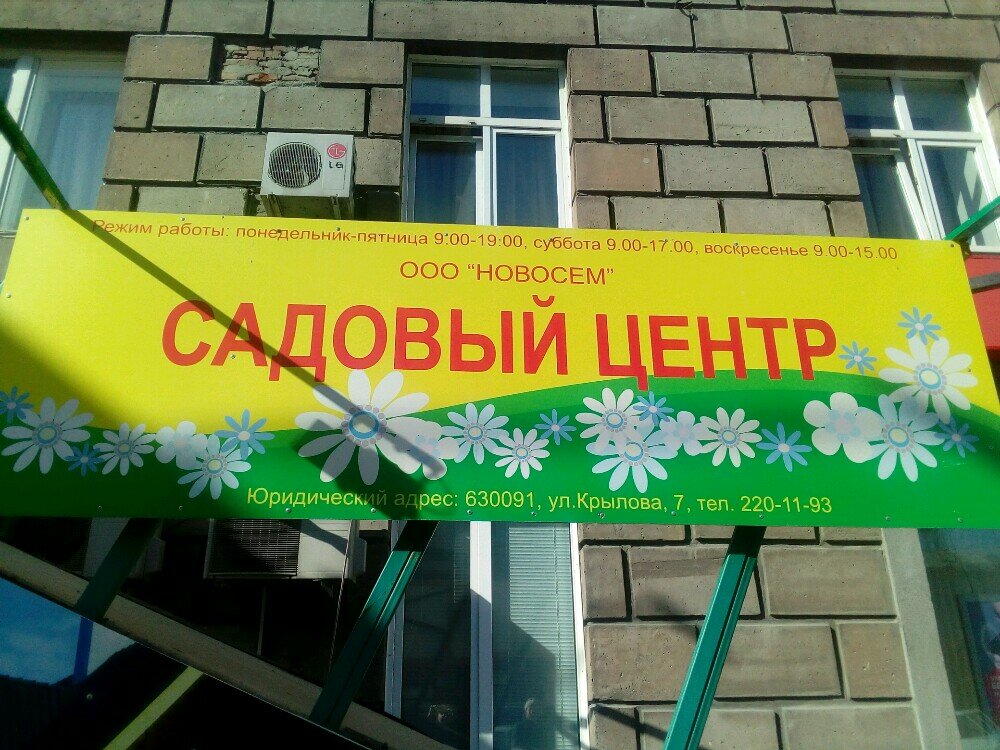 LG
Режим работы: понедельник-пятница 9.00-19.00, суббота 9.00-17.00, воскресенье 9.00-15.00
ООО "НОВОСЕМ"
САДОВЫЙ ЦЕНТР
Юридический адрес: 630091, ул.Крылова, 7, тел. 220-11-93